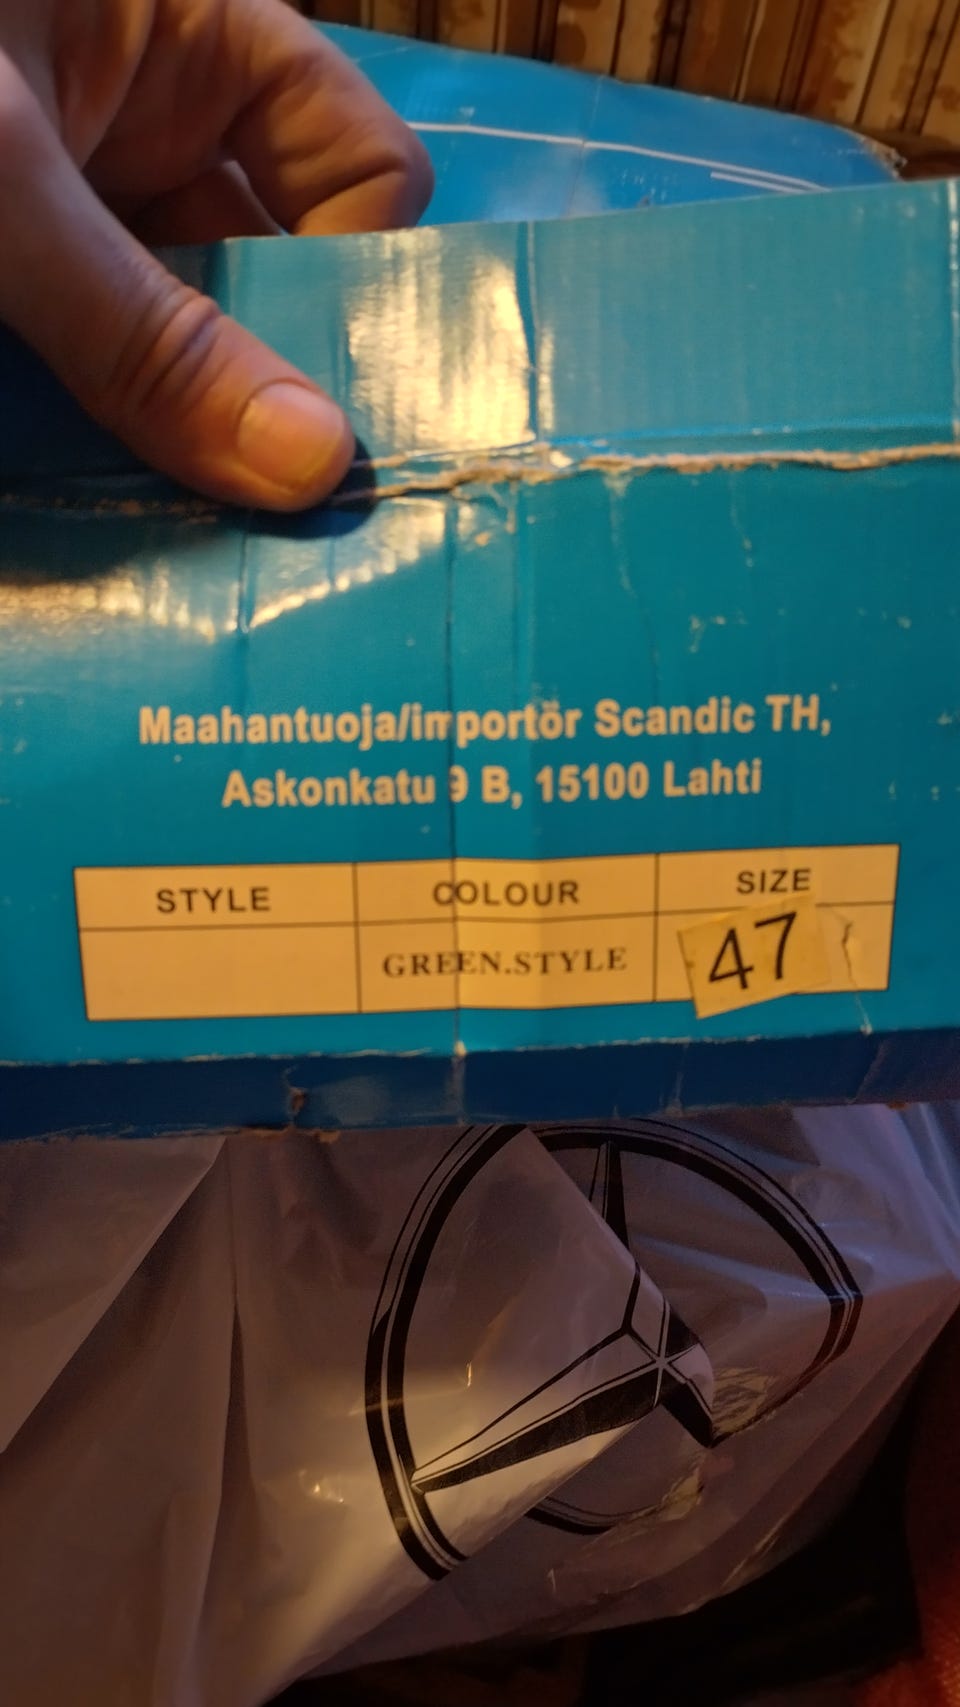 Maahantuoja/importör Scandic TH,
Askonkatu 9 B, 15100 Lahti
STYLE COLOUR SIZE
GREEN.STYLE 47